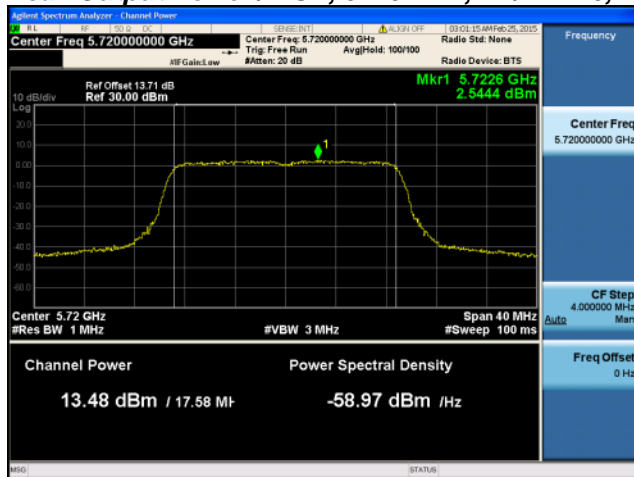 Agilent Spectrum Analyzer - Channel Power
RL RF 50 Ω DC SENSE:INT ALIGN OFF 03:01:15 AM Feb 25, 2015
Center Freq 5.720000000 GHz
Center Freq: 5.720000000 GHz
Radio Std: None
Trig: Free Run Avg|Hold: 100/100
#IFGain:Low #Atten: 20 dB Radio Device: BTS
Frequency
Ref Offset 13.71 dB
10 dB/div Ref 30.00 dBm
Log
Mkr1 5.7226 GHz
2.5444 dBm
20.0
10.0
0.00
-10.0
-20.0
-30.0
-40.0
-50.0
-60.0
1
Center 5.72 GHz Span 40 MHz
#Res BW 1 MHz #VBW 3 MHz #Sweep 100 ms
Channel Power Power Spectral Density
13.48 dBm / 17.58 MH -58.97 dBm /Hz
Center Freq
5.720000000 GHz
CF Step
4.000000 MHz
Auto Man
Freq Offset
0 Hz
MSG STATUS